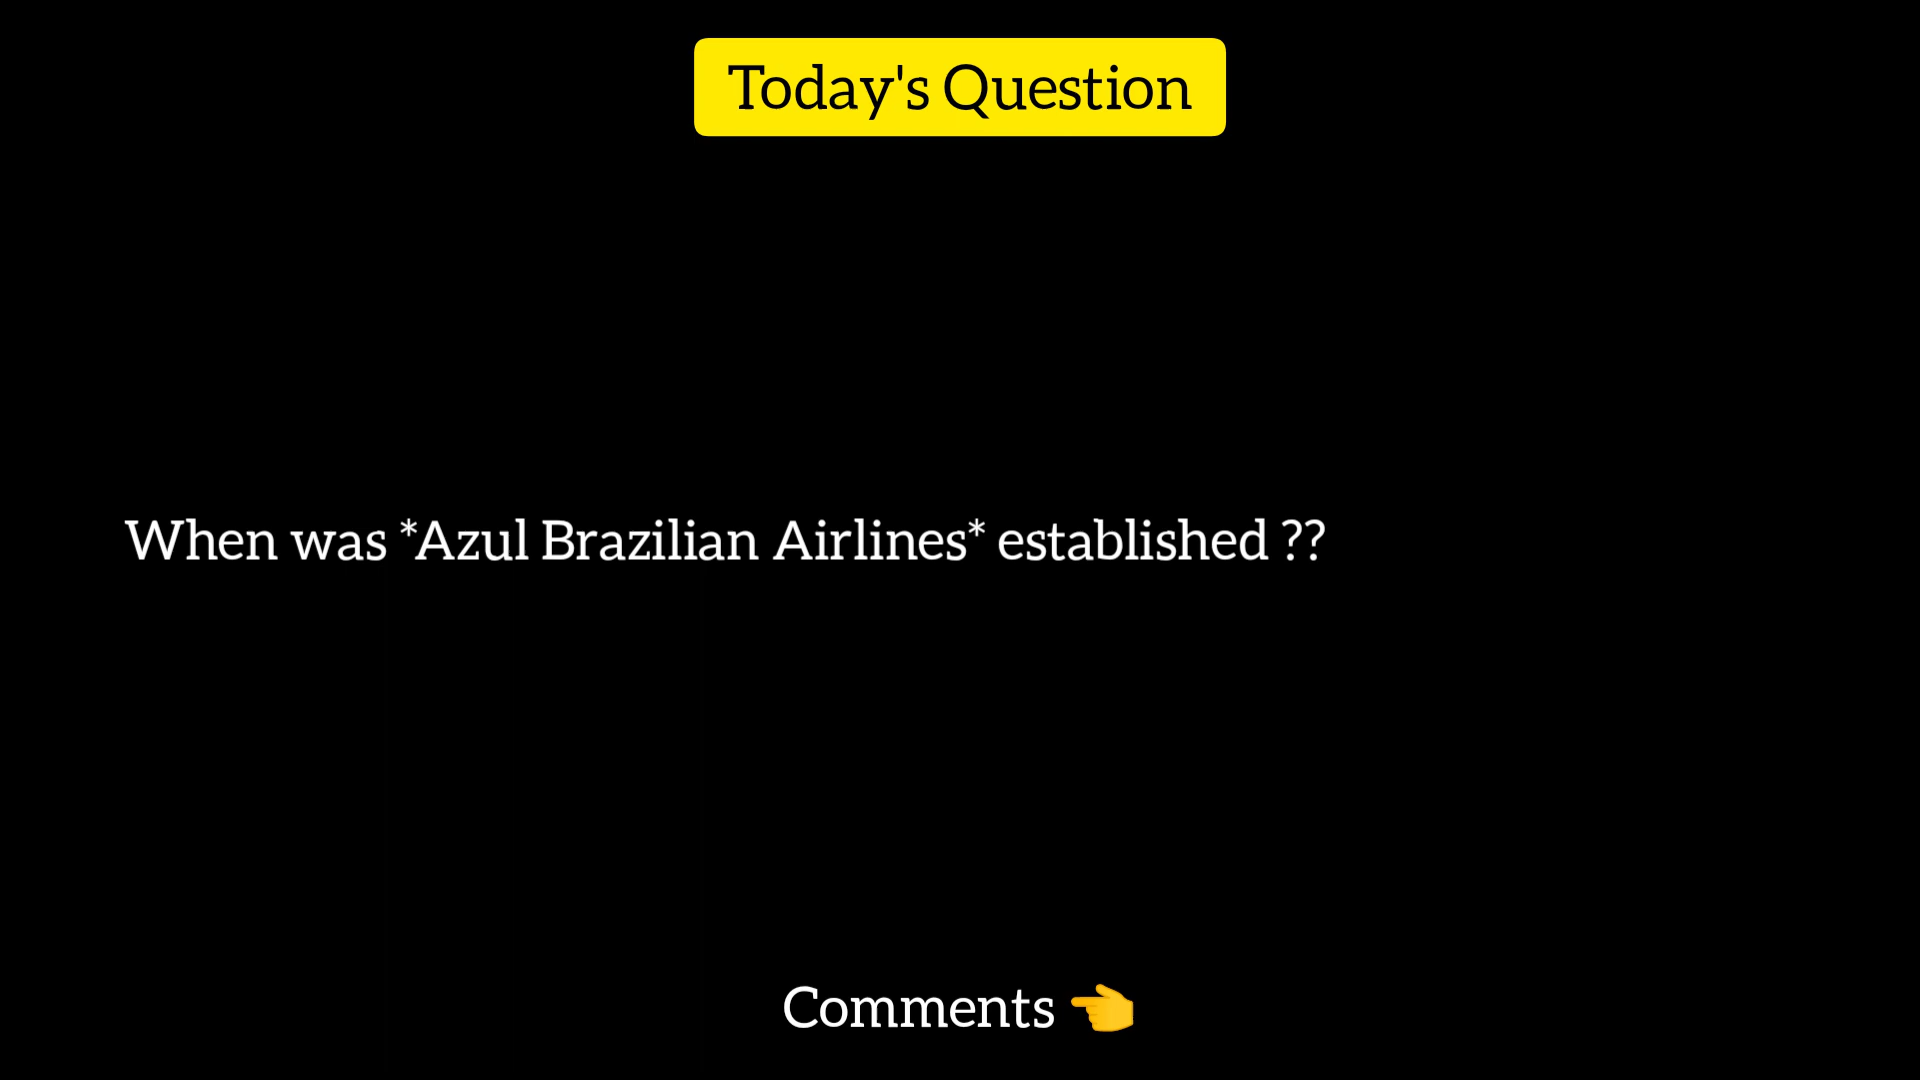 Today's Question
When was *Azul Brazilian Airlines* established ??
Comments 👈